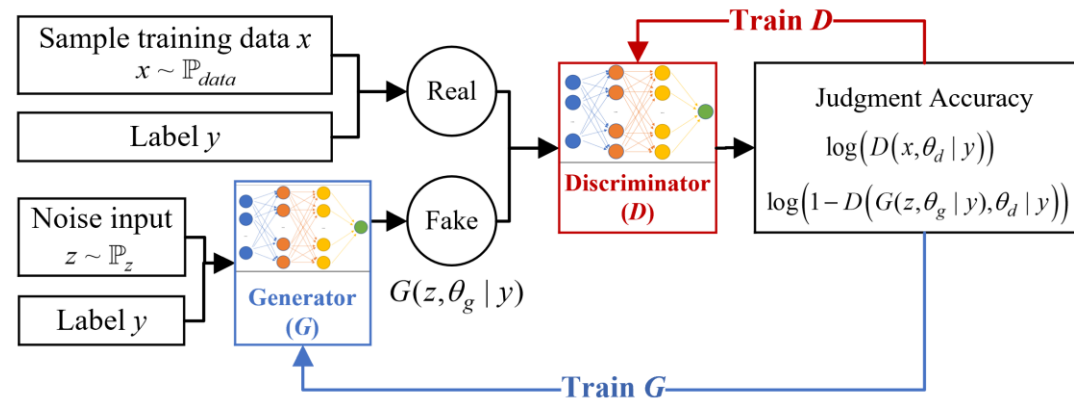 Train D
Sample training data x
x ~ ℙ_data
Label y
Real
Noise input
z ~ ℙ_z
Label y
Generator
(G)
Fake
G(z,θ_g | y)
Discriminator
(D)
Judgment Accuracy
log(D(x,θ_d | y))
log(1−D(G(z,θ_g | y),θ_d | y))
Train G